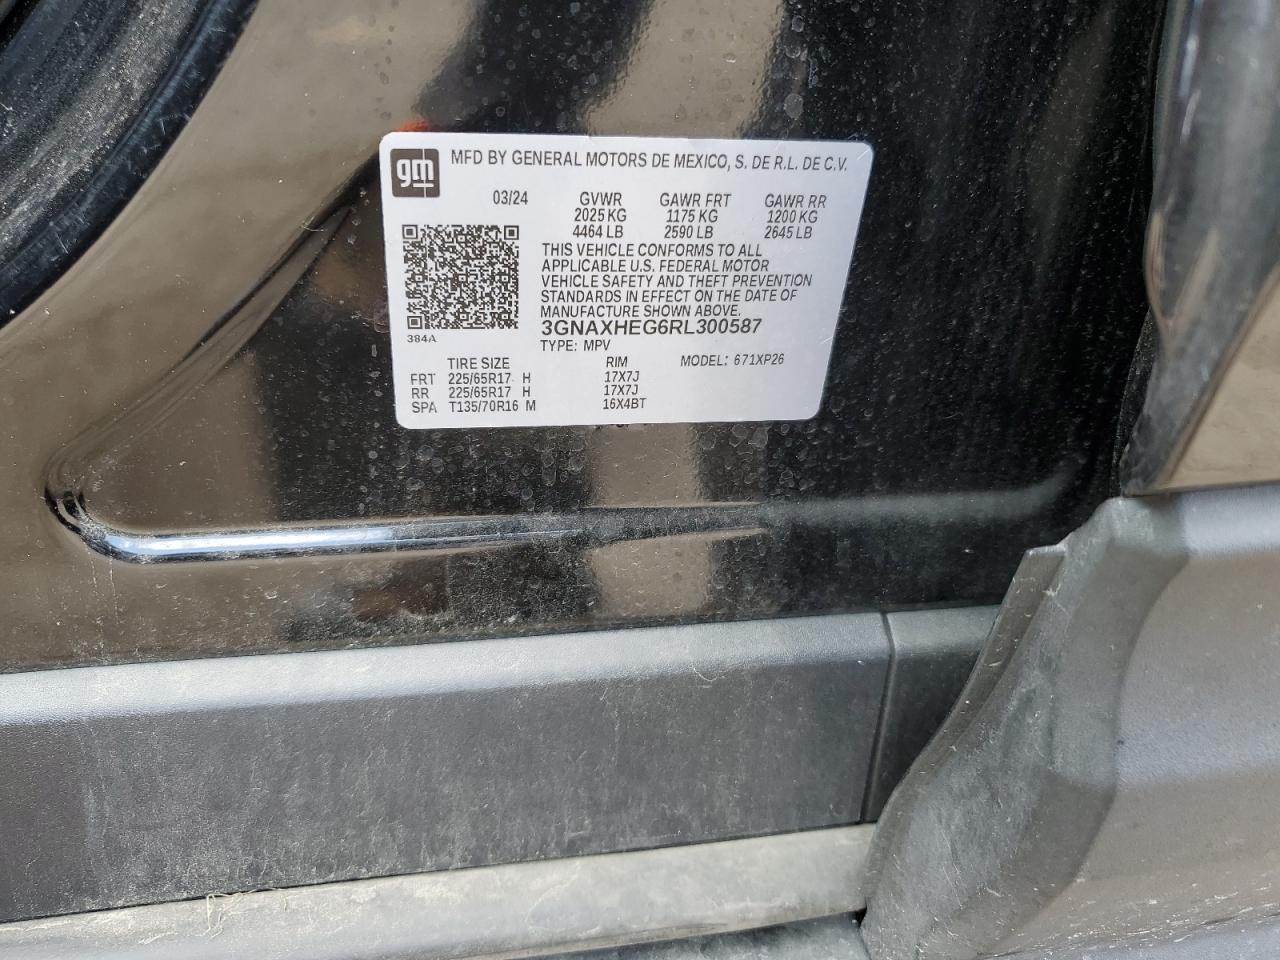 gm MFD BY GENERAL MOTORS DE MEXICO, S. DE R.L. DE C.V.
03/24 GVWR GAWR FRT GAWR RR
2025 KG 1175 KG 1200 KG
4464 LB 2590 LB 2645 LB
THIS VEHICLE CONFORMS TO ALL
APPLICABLE U.S. FEDERAL MOTOR
VEHICLE SAFETY AND THEFT PREVENTION
STANDARDS IN EFFECT ON THE DATE OF
MANUFACTURE SHOWN ABOVE.
3GNAXHEG6RL300587
384A
TYPE: MPV
TIRE SIZE RIM MODEL: 671XP26
FRT 225/65R17 H 17X7J
RR 225/65R17 H 17X7J
SPA T135/70R16 M 16X4BT